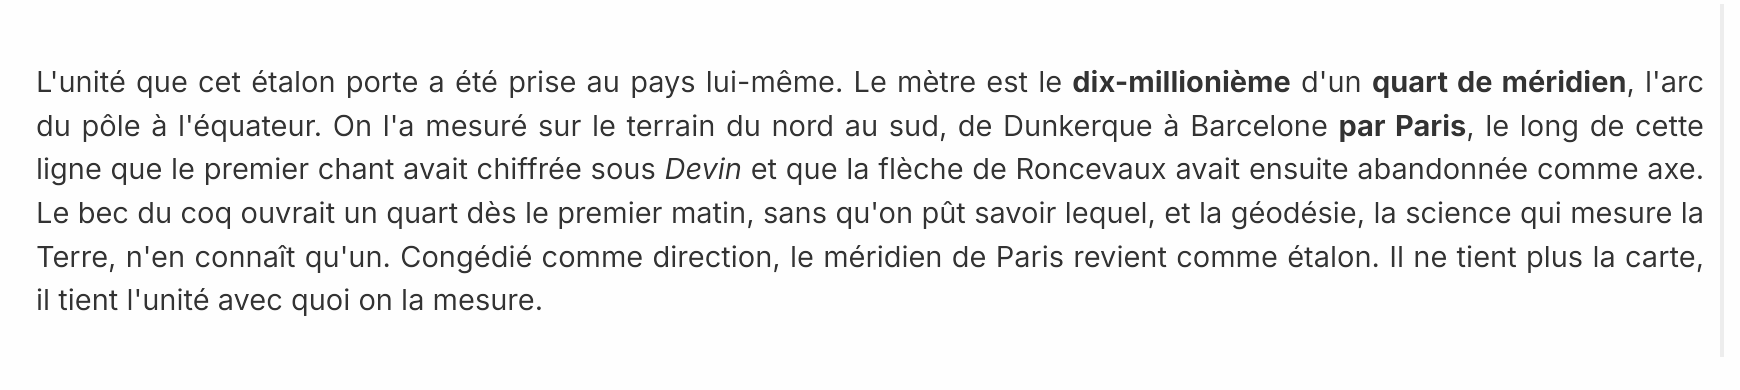 L'unité que cet étalon porte a été prise au pays lui-même. Le mètre est le dix-millionième d'un quart de méridien, l'arc
du pôle à l'équateur. On l'a mesuré sur le terrain du nord au sud, de Dunkerque à Barcelone par Paris, le long de cette
ligne que le premier chant avait chiffrée sous Devin et que la flèche de Roncevaux avait ensuite abandonnée comme axe.
Le bec du coq ouvrait un quart dès le premier matin, sans qu'on pût savoir lequel, et la géodésie, la science qui mesure la
Terre, n'en connaît qu'un. Congédié comme direction, le méridien de Paris revient comme étalon. Il ne tient plus la carte,
il tient l'unité avec quoi on la mesure.